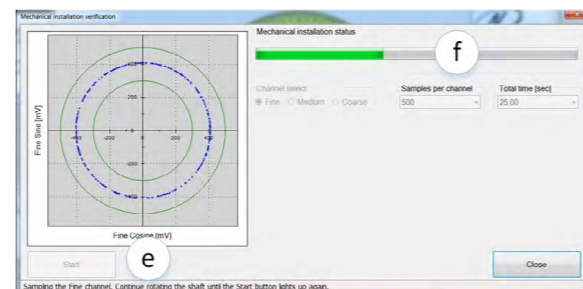 Mechanical installation verification
Mechanical installation status
f
Channel select
Fine Medium Coarse
Samples per channel
500
Total time [sec]
25.00
Fine Sine [mV]
400
200
-400 -200 0 200 400
-200
-400
Fine Cosine [mV]
e
Start
Close
Sampling the Fine channel. Continue rotating the shaft until the Start button lights up again.